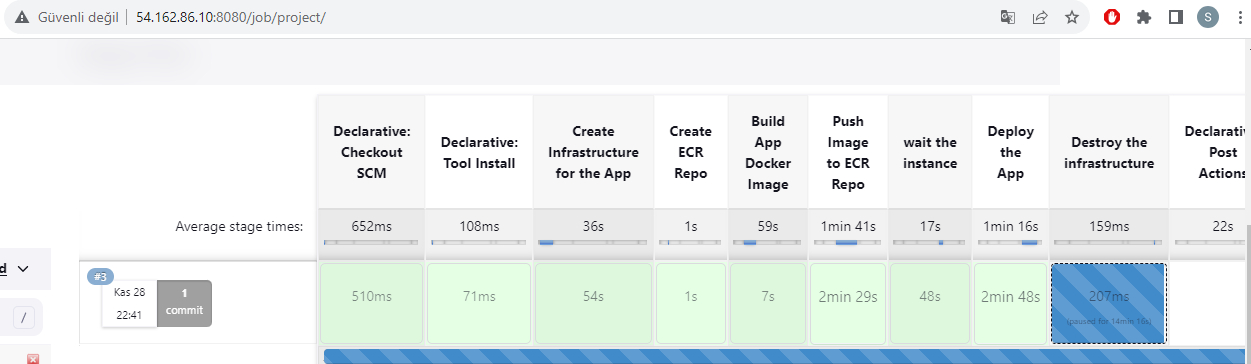 Güvenli değil
54.162.86.10:8080/job/project/
S
Declarative: Checkout SCM
Declarative: Tool Install
Create Infrastructure for the App
Create ECR Repo
Build App Docker Image
Push Image to ECR Repo
wait the instance
Deploy the App
Destroy the infrastructure
Declarativ Post Actions
Average stage times:
652ms
108ms
36s
1s
59s
1min 41s
17s
1min 16s
159ms
22s
d
#3
Kas 28
22:41
1
commit
510ms
71ms
54s
1s
7s
2min 29s
48s
2min 48s
207ms
(paused for 14min 16s)
/